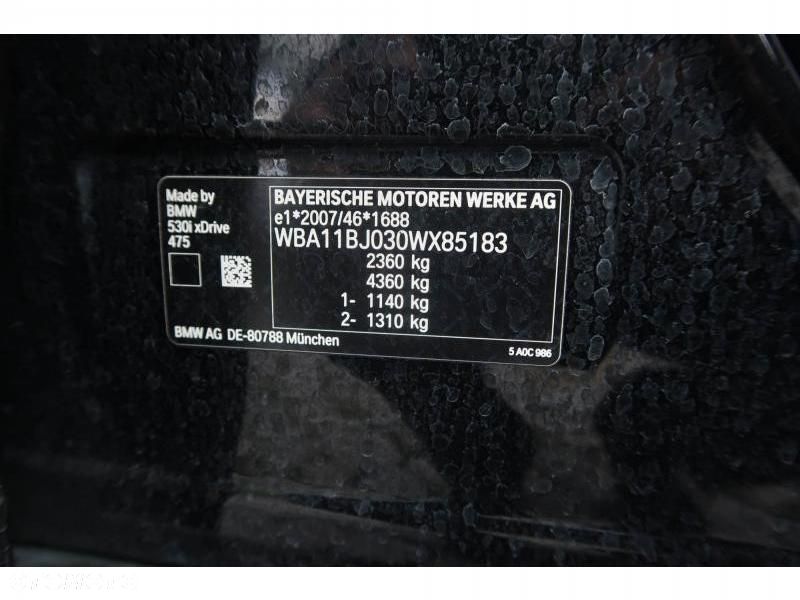 Made by
BMW
530i xDrive
475
BMW AG DE-80788 München
BAYERISCHE MOTOREN WERKE AG
e1*2007/46*1688
WBA11BJ030WX85183
2360 kg
4360 kg
1- 1140 kg
2- 1310 kg
5 A0C 986